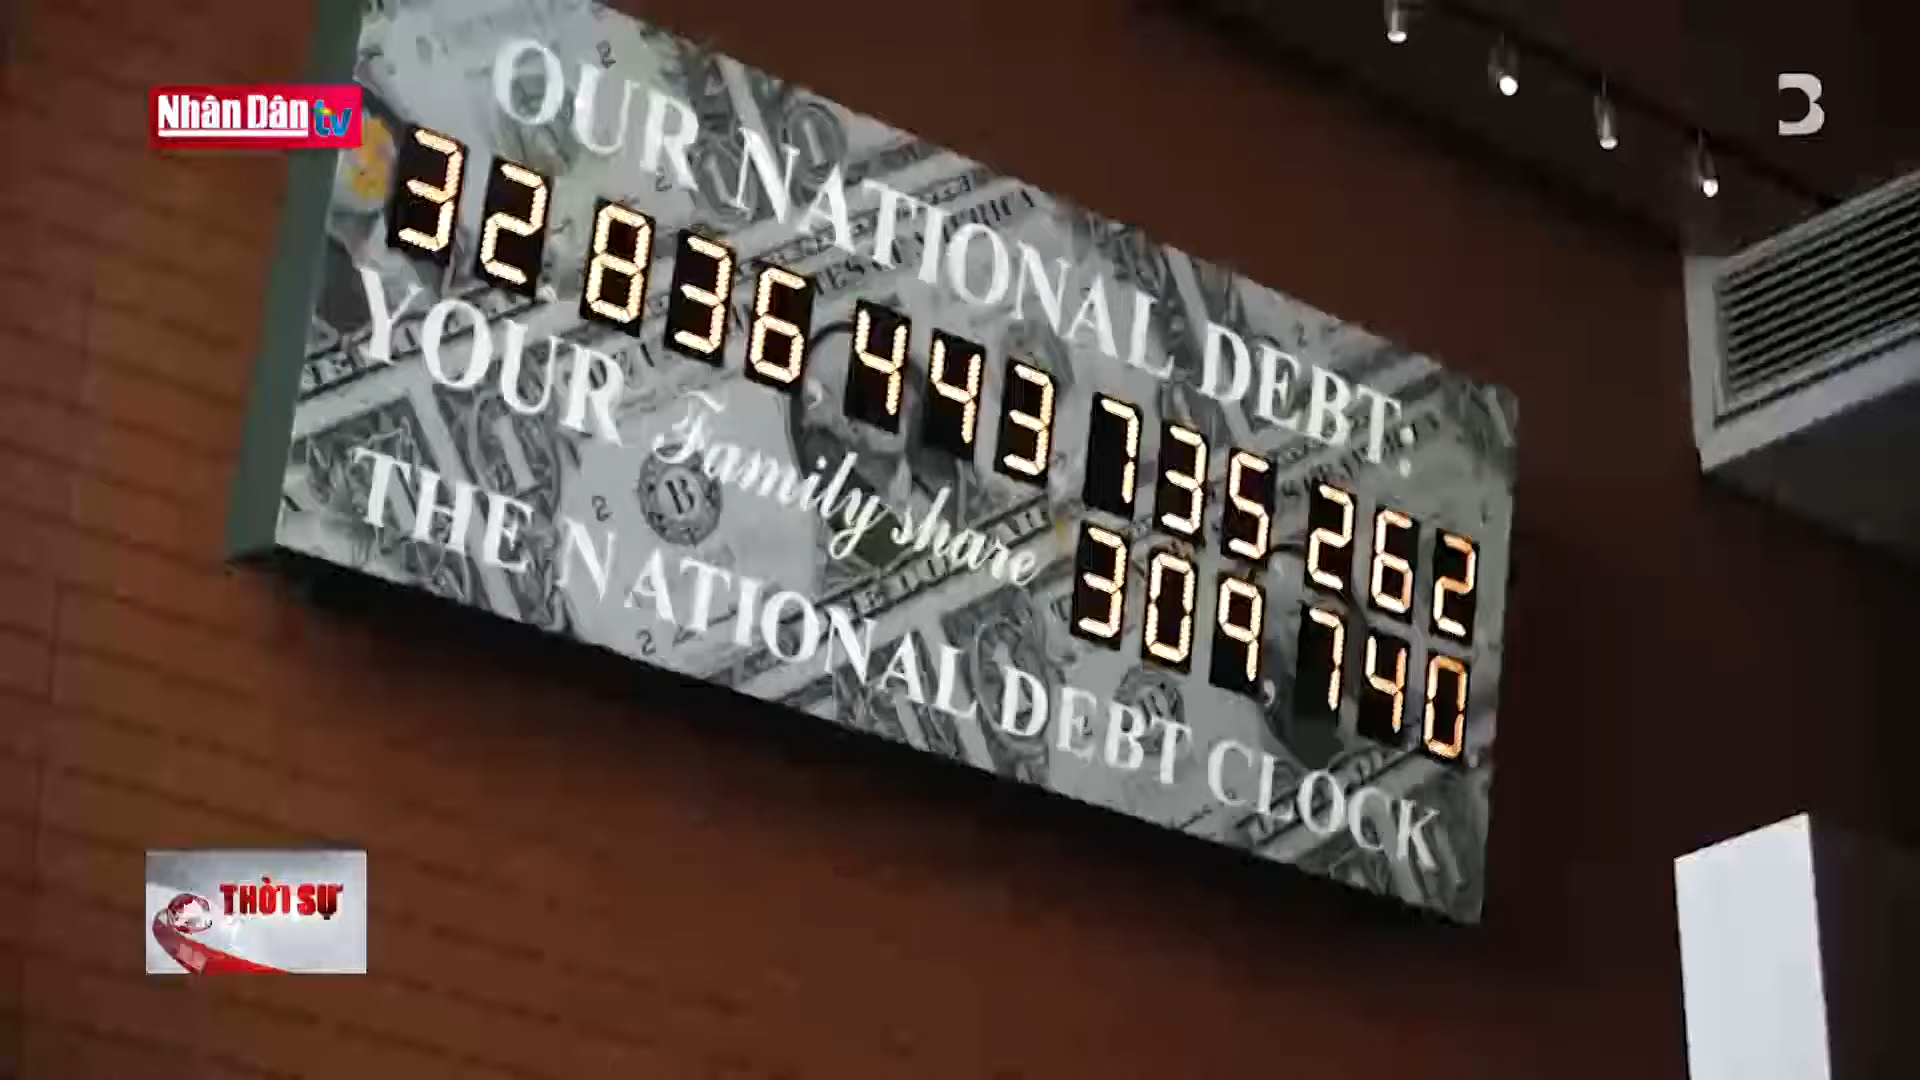 Nhân Dân tv
3
OUR NATIONAL DEBT:
32,836,443,735,262
YOUR Family share 309,740
THE NATIONAL DEBT CLOCK
THỜI SỰ